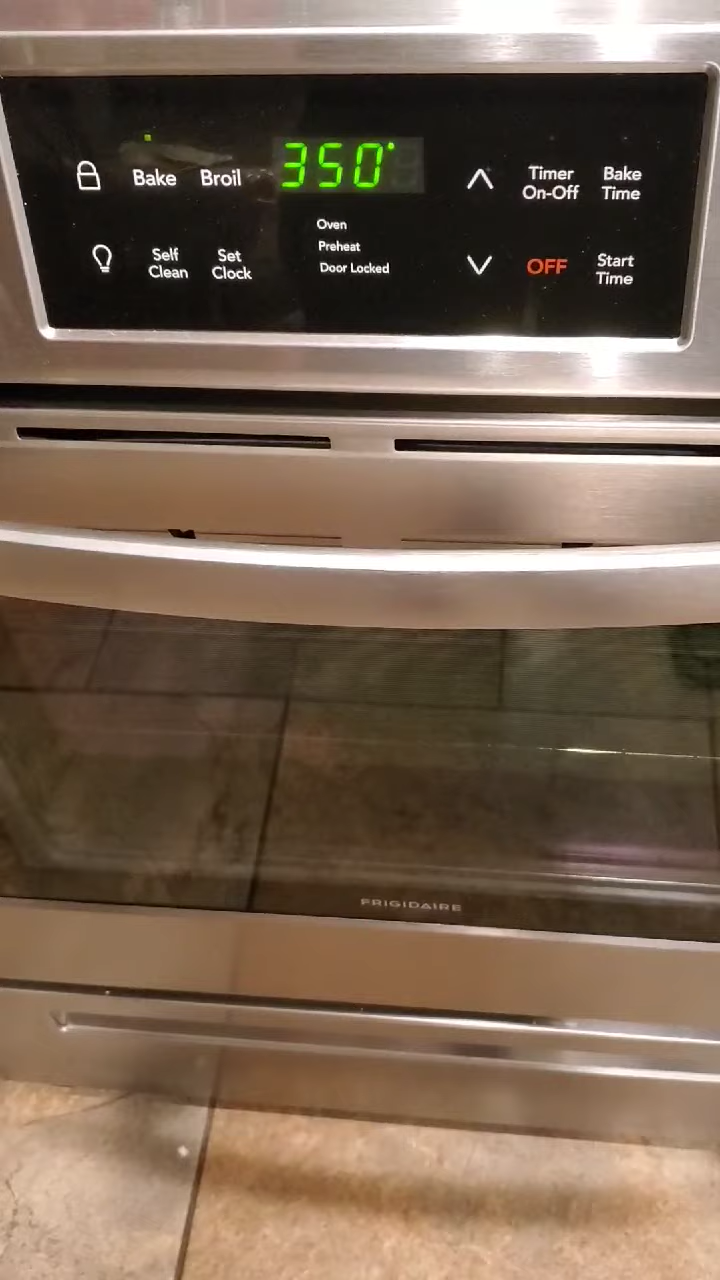 350°
Bake Broil
Timer
On-Off
Bake
Time
Oven
Preheat
Door Locked
Self
Clean
Set
Clock
OFF
Start
Time
FRIGIDAIRE